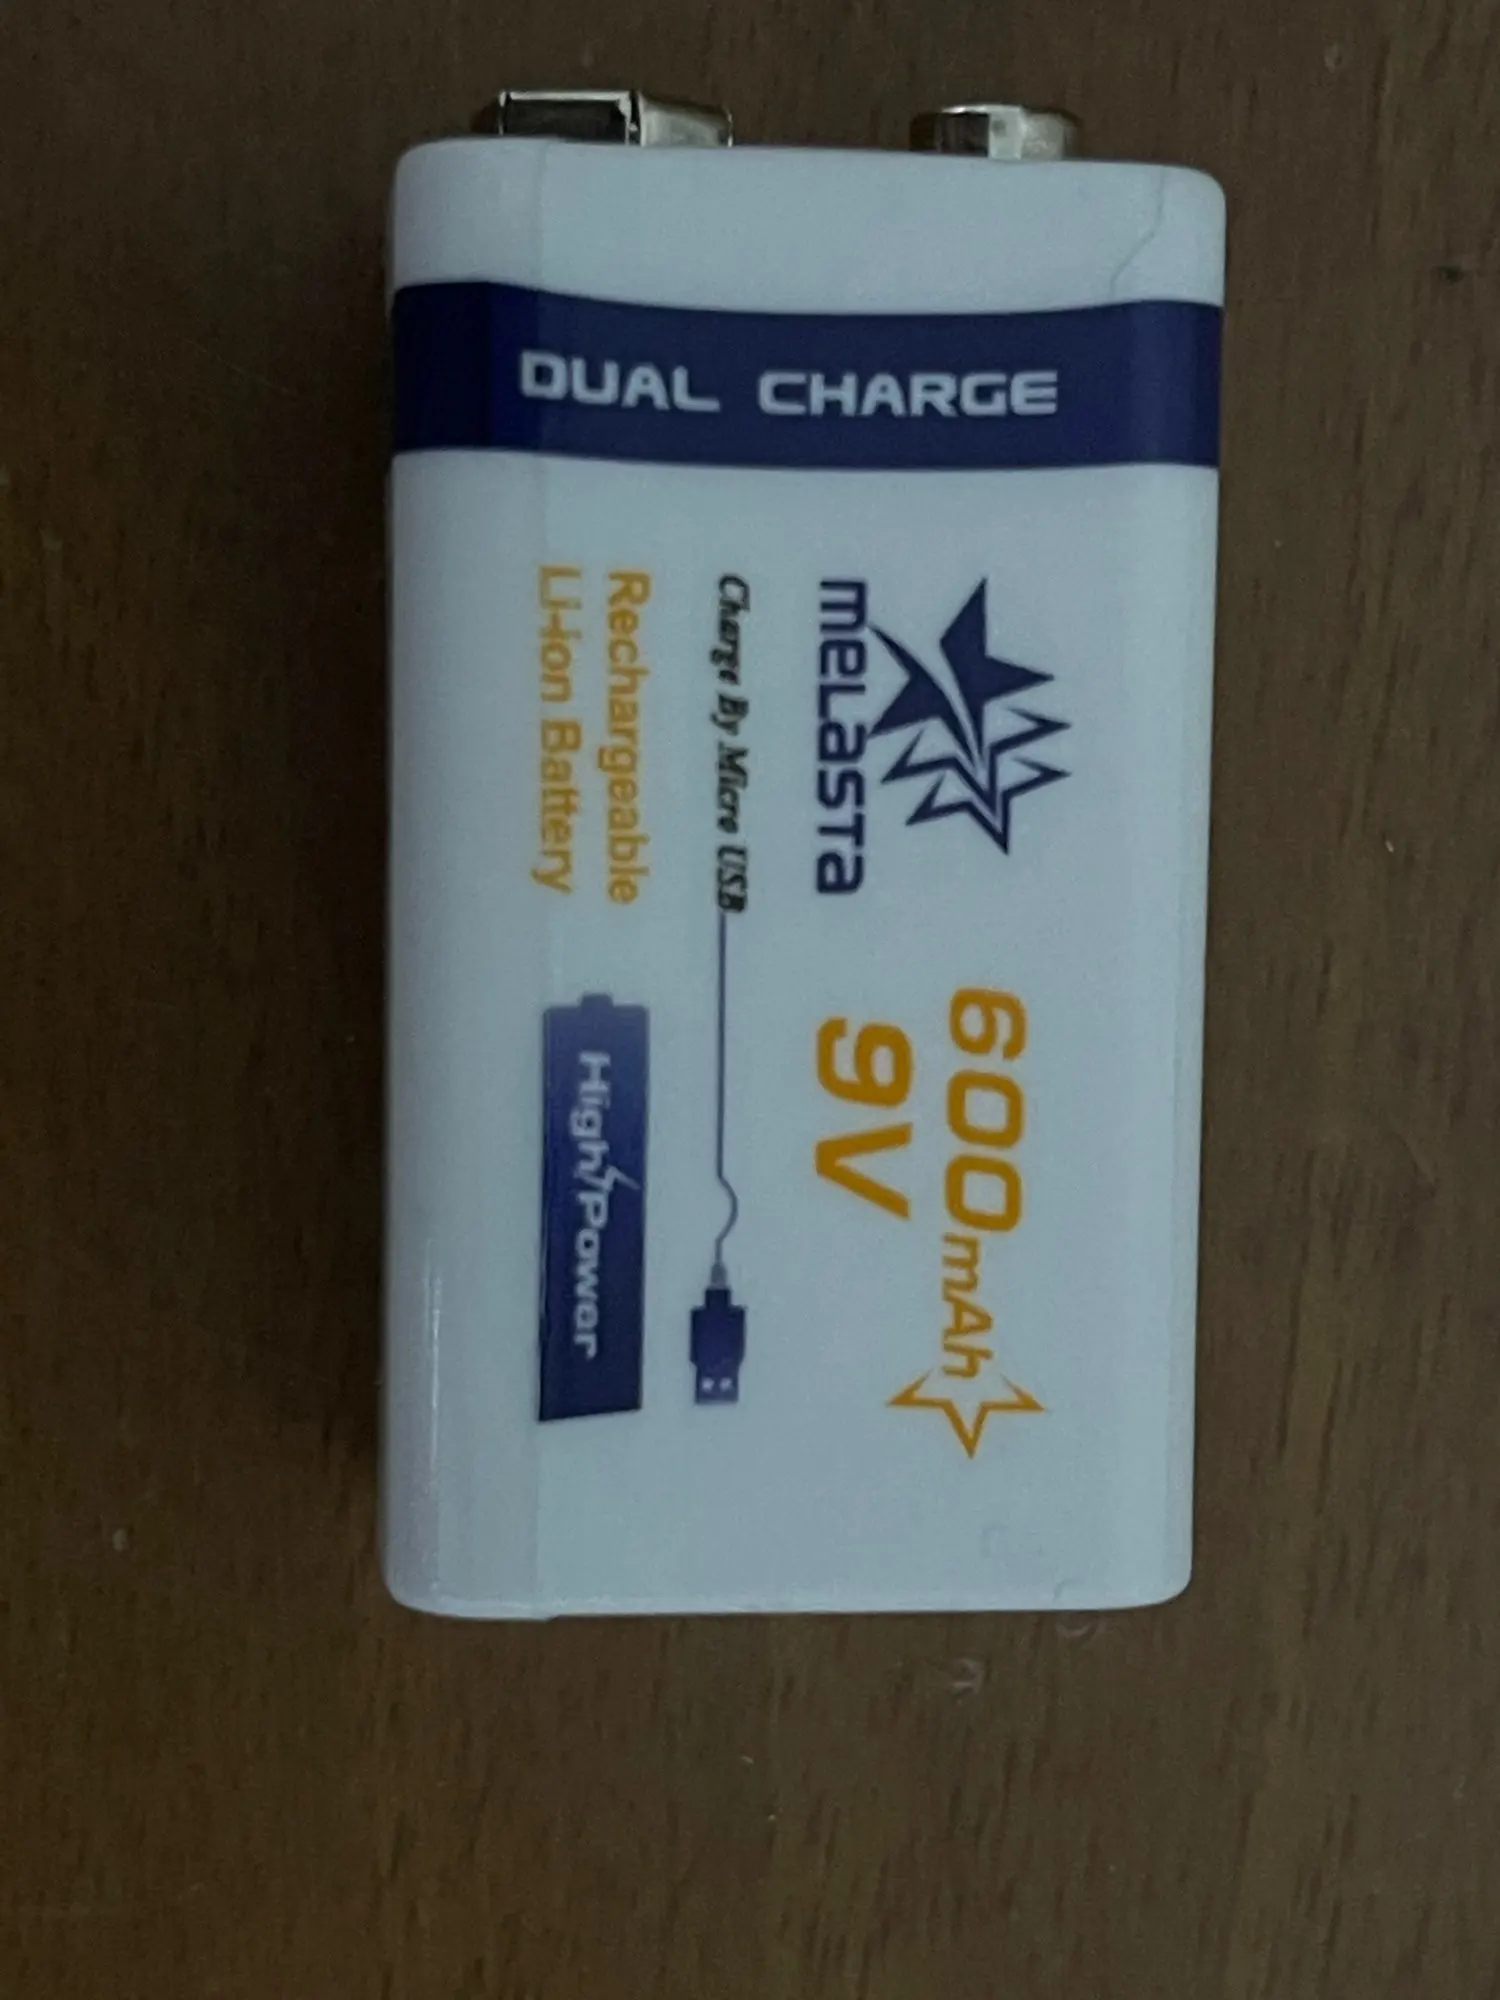 DUAL CHARGE
meLaSTa
600mAh
9V
Charge By Micro USB
Rechargeable
Li-ion Battery
High Power